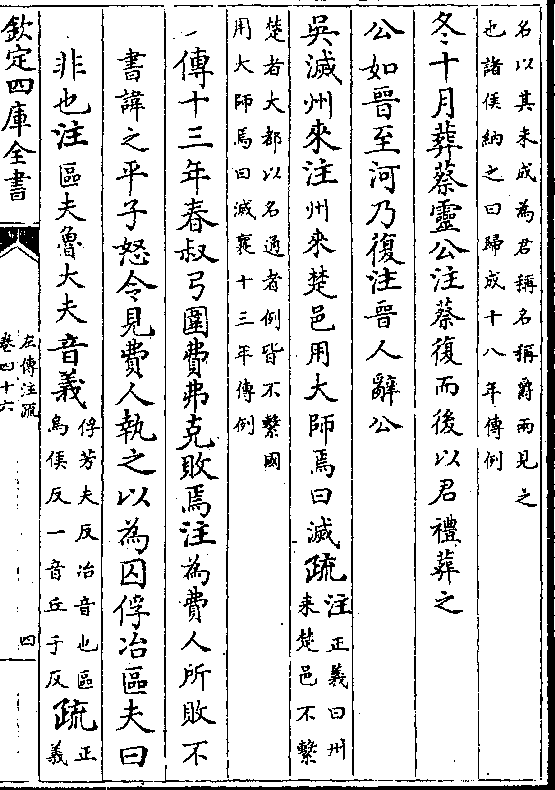 名以其未成為君稱名稱爵兩見之
也諸侯納之曰歸成十八年傳例
冬十月葬蔡靈公注蔡復而後以君禮葬之
公如晉至河乃復注晉人辭公
吳滅州來注州來楚邑用大師焉曰滅疏注正義曰州
来楚邑不繫
楚者大都以名通者例皆不繫國
用大師焉曰滅襄十三年傳例
傳十三年春叔弓圍費弗克敗焉注為費人所敗不
書諱之平子怒令見費人執之以為囚俘冶區夫曰
非也注區夫魯大夫音義俘芳夫反冶音也區
烏侯反一音丘于反疏正
義
欽定四庫全書
左傳注疏
卷四十六
四